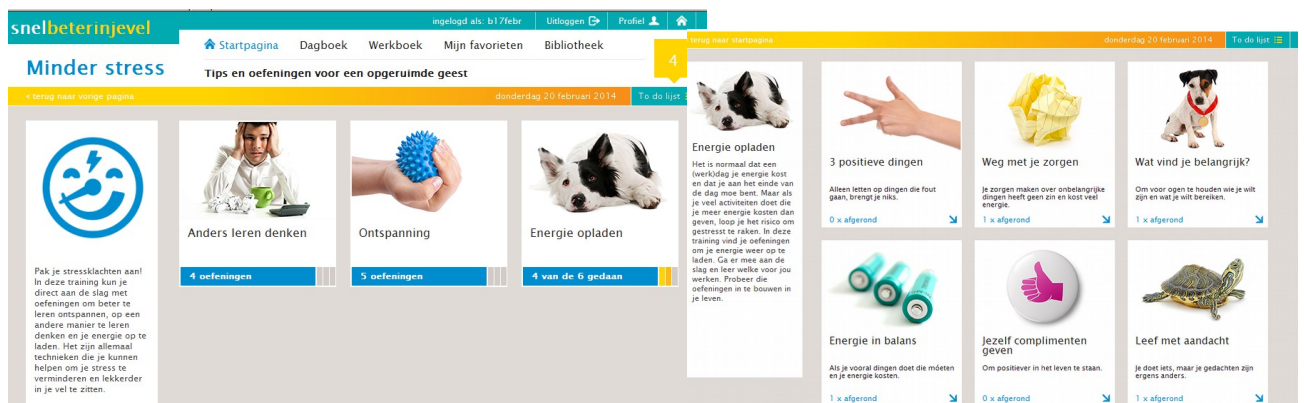 snelbeterinjevel
ingelogd als: b17febr
Uitloggen
Profiel
Startpagina
Dagboek
Werkboek
Mijn favorieten
Bibliotheek
Minder stress
Tips en oefeningen voor een opgeruimde geest
4
« terug naar vorige pagina
donderdag 20 februari 2014
To do lijst
Pak je stressklachten aan!
In deze training kun je
direct aan de slag met
oefeningen om beter te
leren ontspannen, op een
andere manier te leren
denken en je energie op te
laden. Het zijn allemaal
technieken die je kunnen
helpen om je stress te
verminderen en lekkerder
in je vel te zitten.
Anders leren denken
4 oefeningen
Ontspanning
5 oefeningen
Energie opladen
4 van de 6 gedaan
terug naar startpagina
donderdag 20 februari 2014
To do lijst
Energie opladen
Het is normaal dat een
(werk)dag je energie kost
en dat je aan het einde van
de dag moe bent. Maar als
je veel activiteiten doet die
je meer energie kosten dan
geven, loop je het risico om
gestresst te raken. In deze
training vind je oefeningen
om je energie weer op te
laden. Ga er mee aan de
slag en leer welke voor jou
werken. Probeer die
oefeningen in te bouwen in
je leven.
3 positieve dingen
Alleen letten op dingen die fout
gaan, brengt je niks.
0 x afgerond
Weg met je zorgen
Je zorgen maken over onbelangrijke
dingen heeft geen zin en kost veel
energie.
1 x afgerond
Wat vind je belangrijk?
Om voor ogen te houden wie je wilt
zijn en wat je wilt bereiken.
1 x afgerond
Energie in balans
Als je vooral dingen doet die móeten
en je energie kosten.
1 x afgerond
Jezelf complimenten
geven
Om positiever in het leven te staan.
0 x afgerond
Leef met aandacht
Je doet iets, maar je gedachten zijn
ergens anders.
1 x afgerond